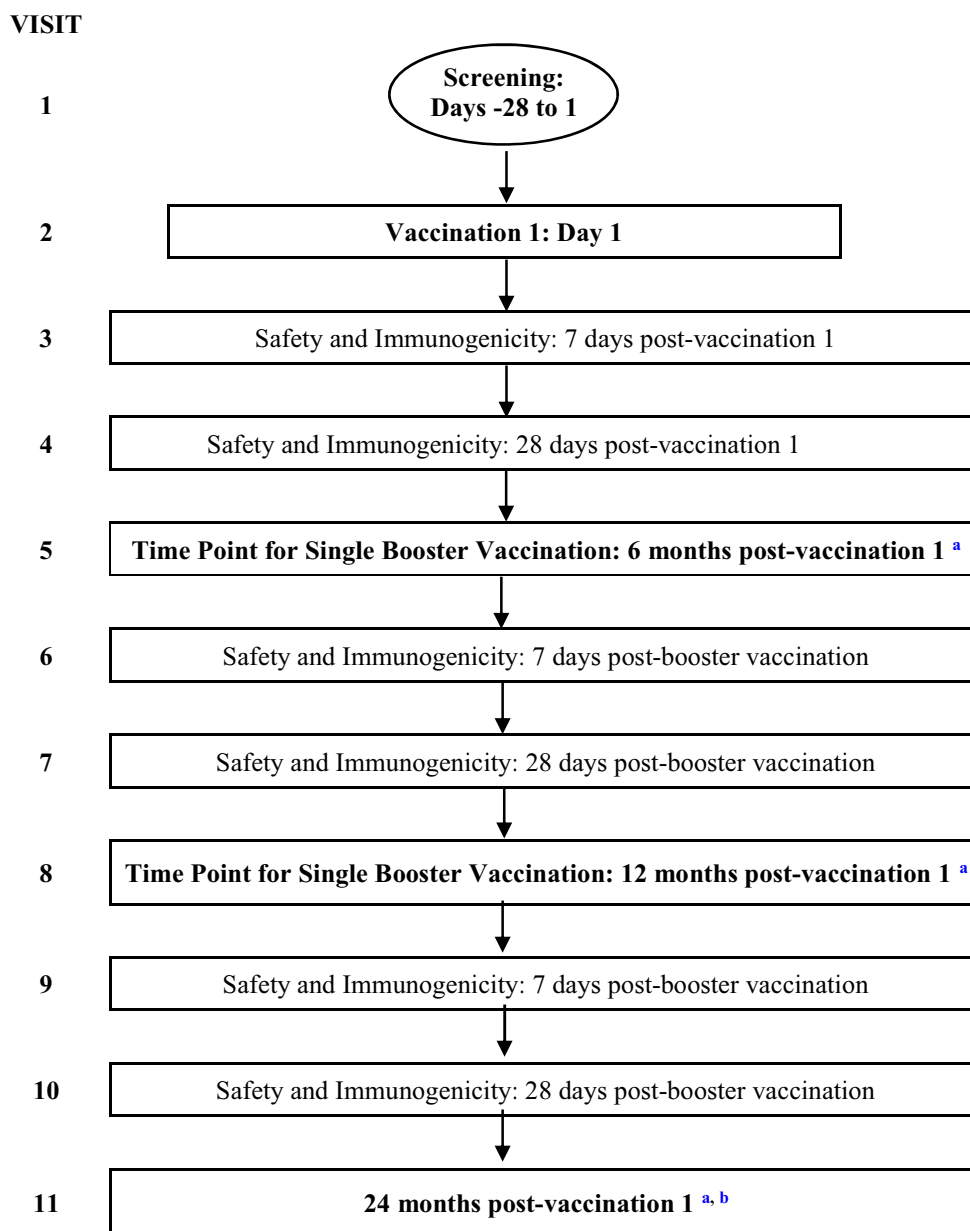 VISIT
1
Screening:
Days -28 to 1
2
Vaccination 1: Day 1
3
Safety and Immunogenicity: 7 days post-vaccination 1
4
Safety and Immunogenicity: 28 days post-vaccination 1
5
Time Point for Single Booster Vaccination: 6 months post-vaccination 1 a
6
Safety and Immunogenicity: 7 days post-booster vaccination
7
Safety and Immunogenicity: 28 days post-booster vaccination
8
Time Point for Single Booster Vaccination: 12 months post-vaccination 1 a
9
Safety and Immunogenicity: 7 days post-booster vaccination
10
Safety and Immunogenicity: 28 days post-booster vaccination
11
24 months post-vaccination 1 a, b